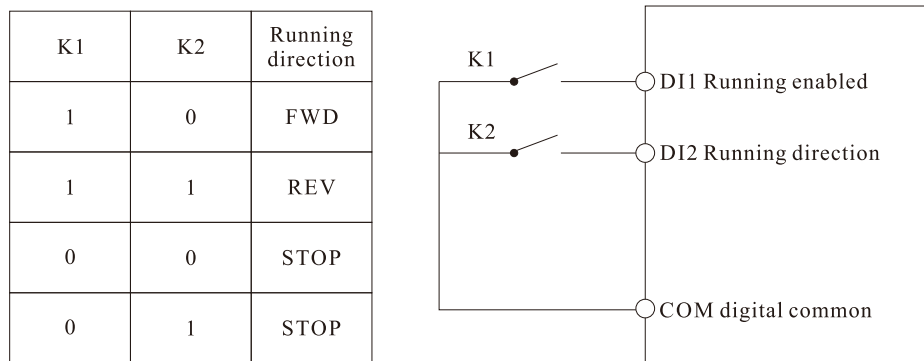 K1 K2 Running
direction
1 0 FWD
1 1 REV
0 0 STOP
0 1 STOP
K1
DI1 Running enabled
K2
DI2 Running direction
COM digital common